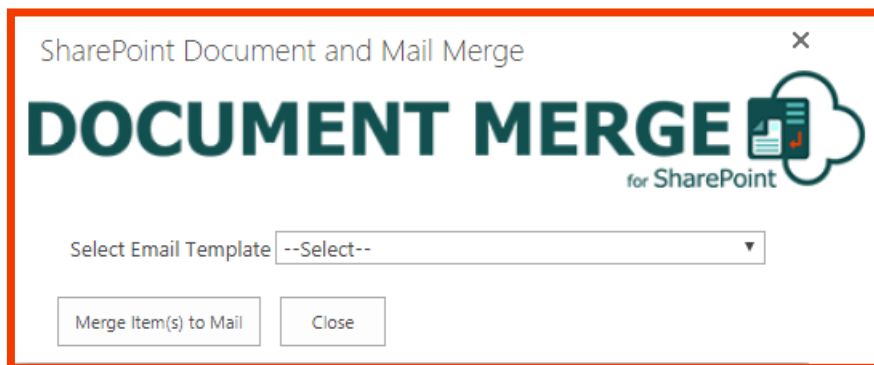 SharePoint Document and Mail Merge
DOCUMENT MERGE
for SharePoint
Select Email Template --Select--
Merge Item(s) to Mail Close